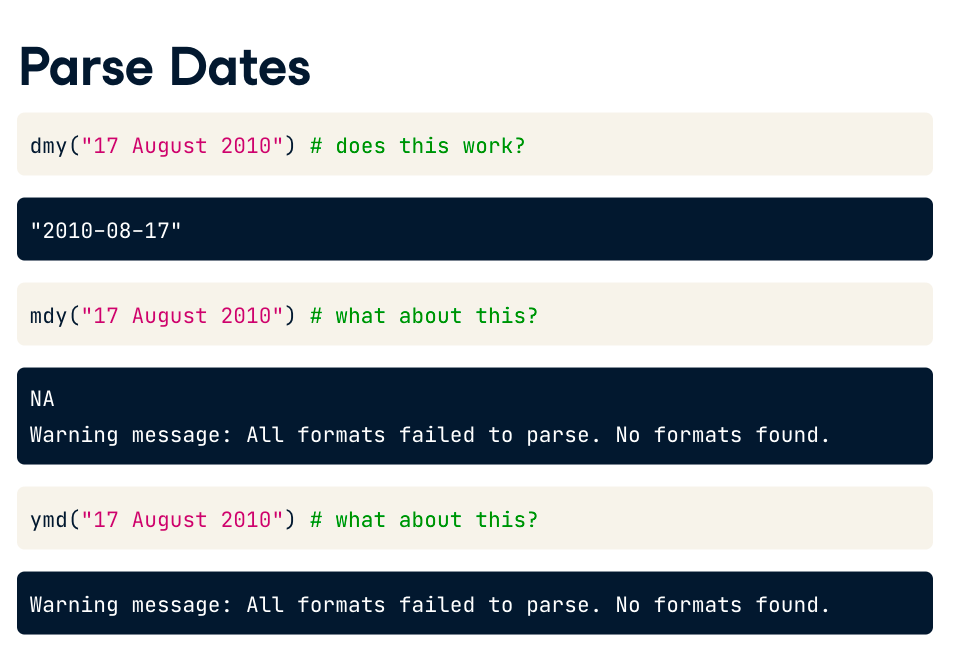 Parse Dates
dmy("17 August 2010") # does this work?
"2010-08-17"
mdy("17 August 2010") # what about this?
NA
Warning message: All formats failed to parse. No formats found.
ymd("17 August 2010") # what about this?
Warning message: All formats failed to parse. No formats found.